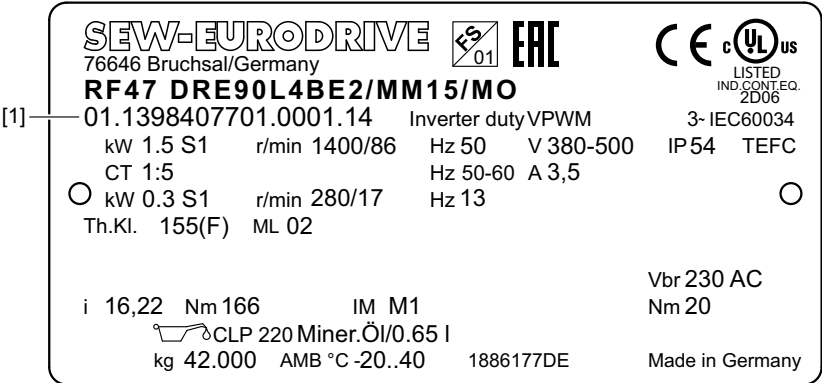 SEW-EURODRIVE FS 01 EAC CE c UL US
76646 Bruchsal/Germany LISTED
IND.CONT.EQ.
RF47 DRE90L4BE2/MM15/MO 2D06
[1] 01.1398407701.0001.14 Inverter duty VPWM 3~ IEC60034
kW 1.5 S1 r/min 1400/86 Hz 50 V 380-500 IP 54 TEFC
CT 1:5 Hz 50-60 A 3,5
kW 0.3 S1 r/min 280/17 Hz 13
Th.Kl. 155(F) ML 02
Vbr 230 AC
i 16,22 Nm 166 IM M1 Nm 20
CLP 220 Miner.Öl/0.65 l
kg 42.000 AMB °C -20..40 1886177DE Made in Germany